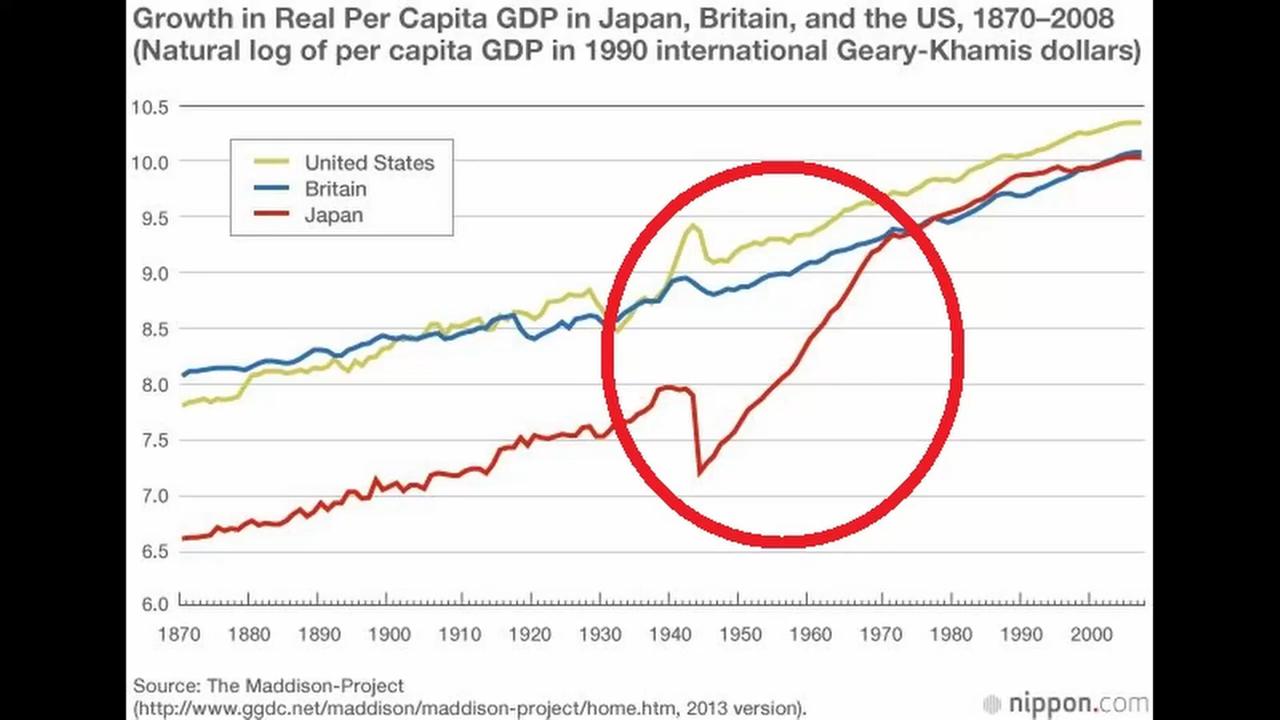 Growth in Real Per Capita GDP in Japan, Britain, and the US, 1870–2008
(Natural log of per capita GDP in 1990 international Geary-Khamis dollars)
10.5
10.0
9.5
9.0
8.5
8.0
7.5
7.0
6.5
6.0
United States
Britain
Japan
1870 1880 1890 1900 1910 1920 1930 1940 1950 1960 1970 1980 1990 2000
Source: The Maddison-Project
(http://www.ggdc.net/maddison/maddison-project/home.htm, 2013 version).
nippon.com